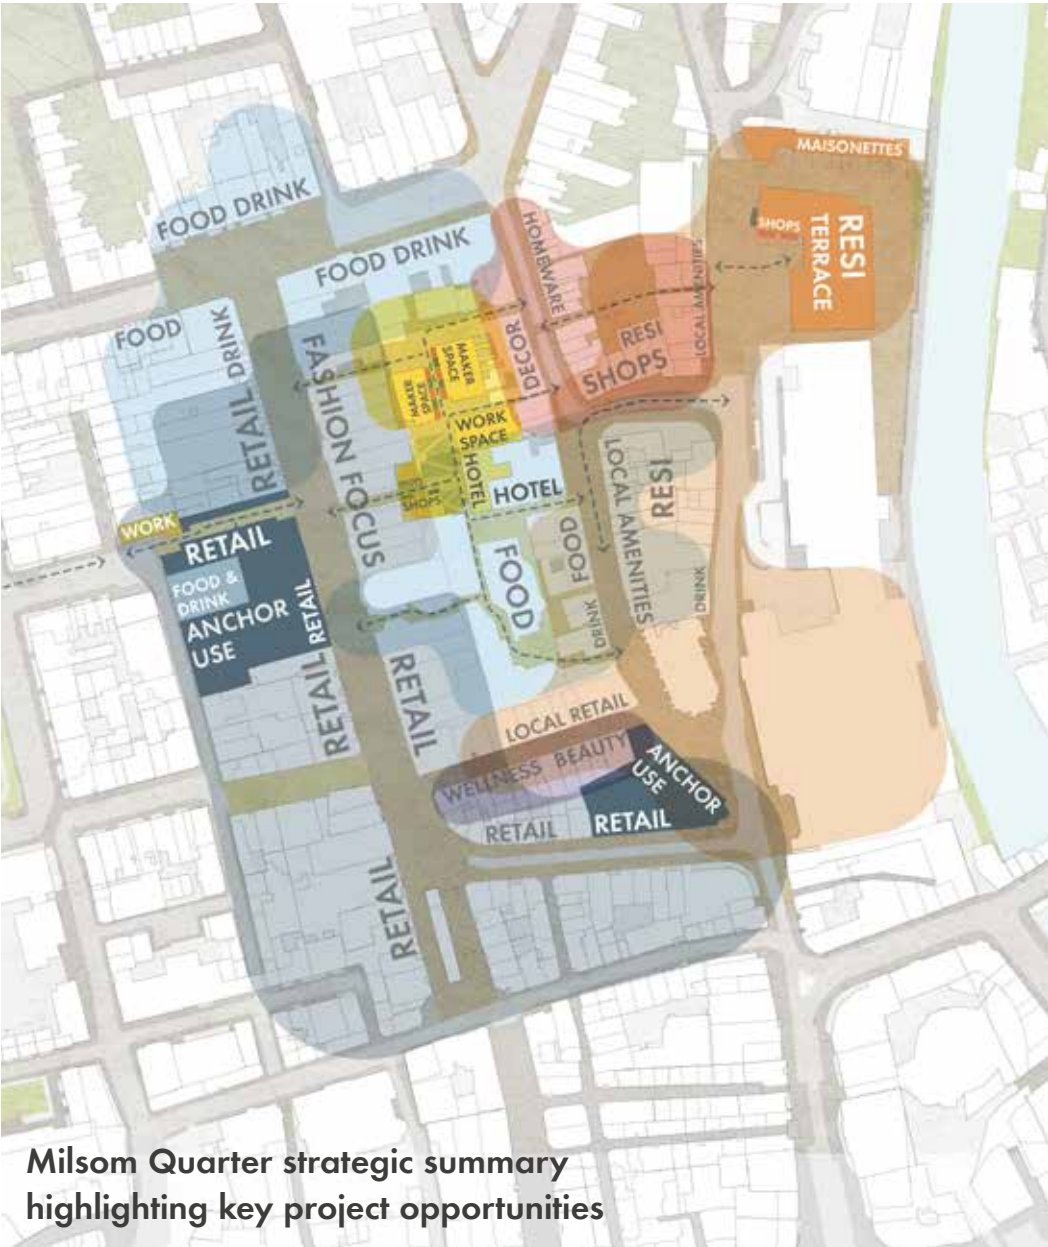 MAISONETTES
FOOD DRINK
FOOD DRINK
HOMEWARE
SHOPS
RESI
TERRACE
LOCAL AMENITIES
FOOD
DRINK
RETAIL
FASHION FOCUS
MAKER
SPACE
MAKER
SPACE
DECOR
RESI
SHOPS
WORK
SPACE
HOTEL
HOTEL
SHOPS
LOCAL AMENITIES
RESI
WORK
RETAIL
FOOD &
DRINK
ANCHOR
USE
RETAIL
FOOD
FOOD
DRINK
DRINK
RETAIL
RETAIL
LOCAL RETAIL
WELLNESS BEAUTY
ANCHOR
USE
RETAIL
RETAIL
RETAIL
Milsom Quarter strategic summary
highlighting key project opportunities